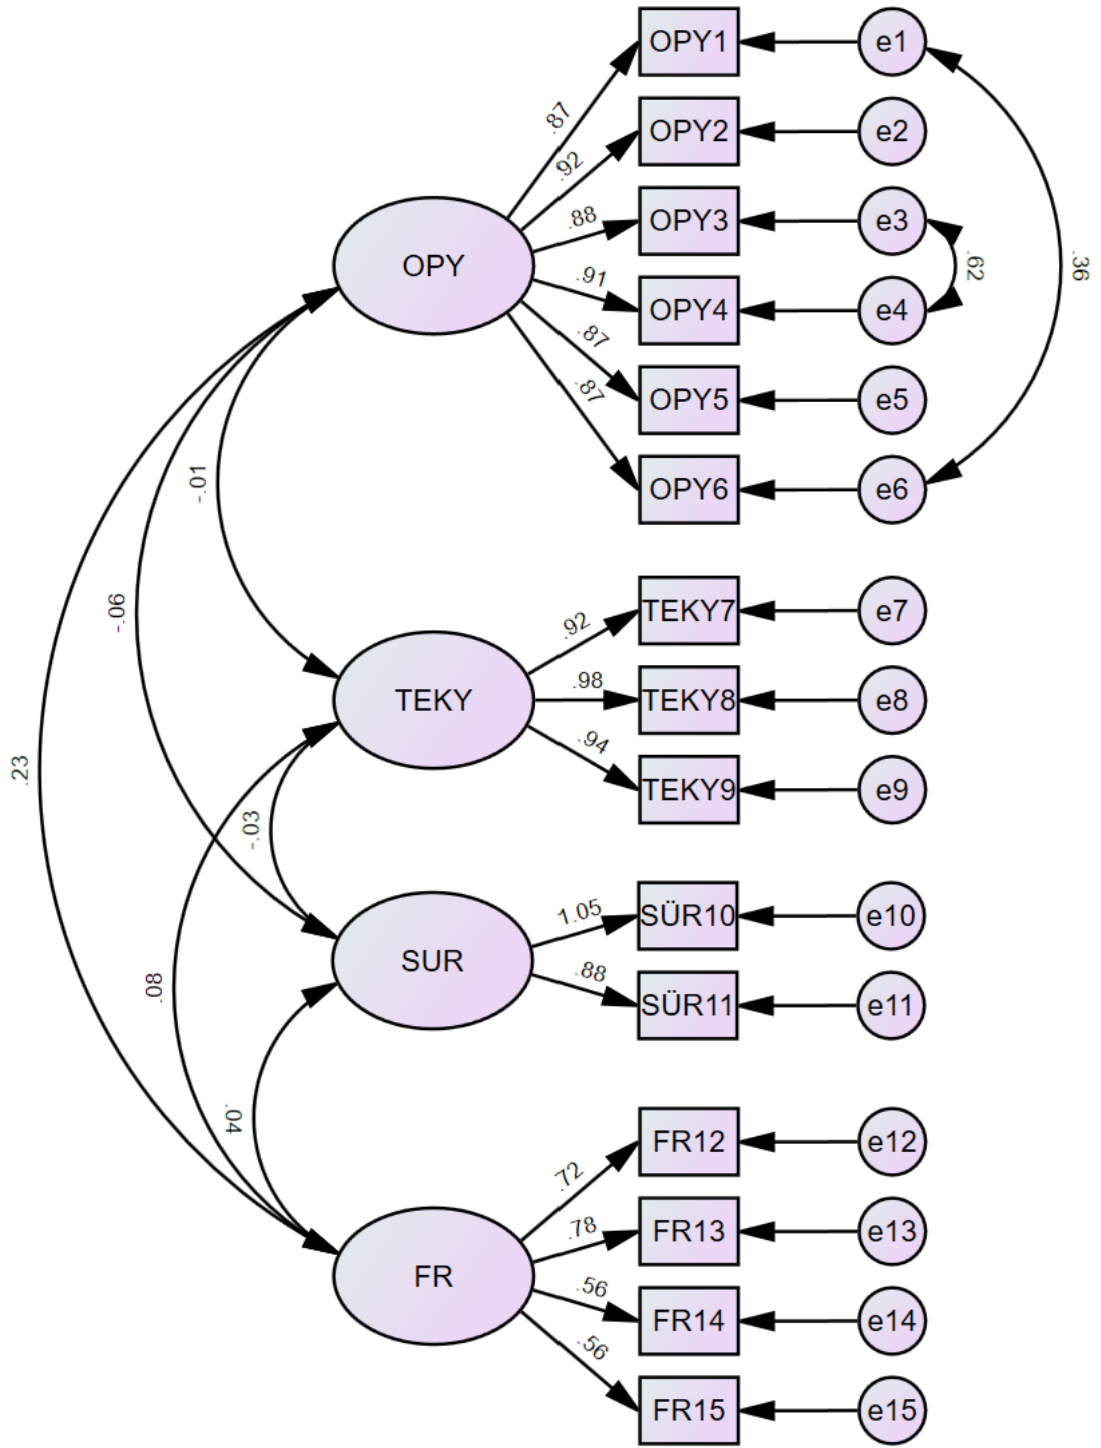 OPY1
e1
.87
OPY2
e2
.92
OPY3
e3
.88
OPY
OPY4
e4
.91
.62
.36
OPY5
e5
.87
OPY6
e6
.87
-.01
-.06
.23
TEKY7
e7
.92
TEKY
TEKY8
e8
.98
TEKY9
e9
.94
-.03
.08
SÜR10
e10
1.05
SUR
SÜR11
e11
.88
.04
FR12
e12
.72
FR13
e13
.78
FR
FR14
e14
.56
FR15
e15
.56